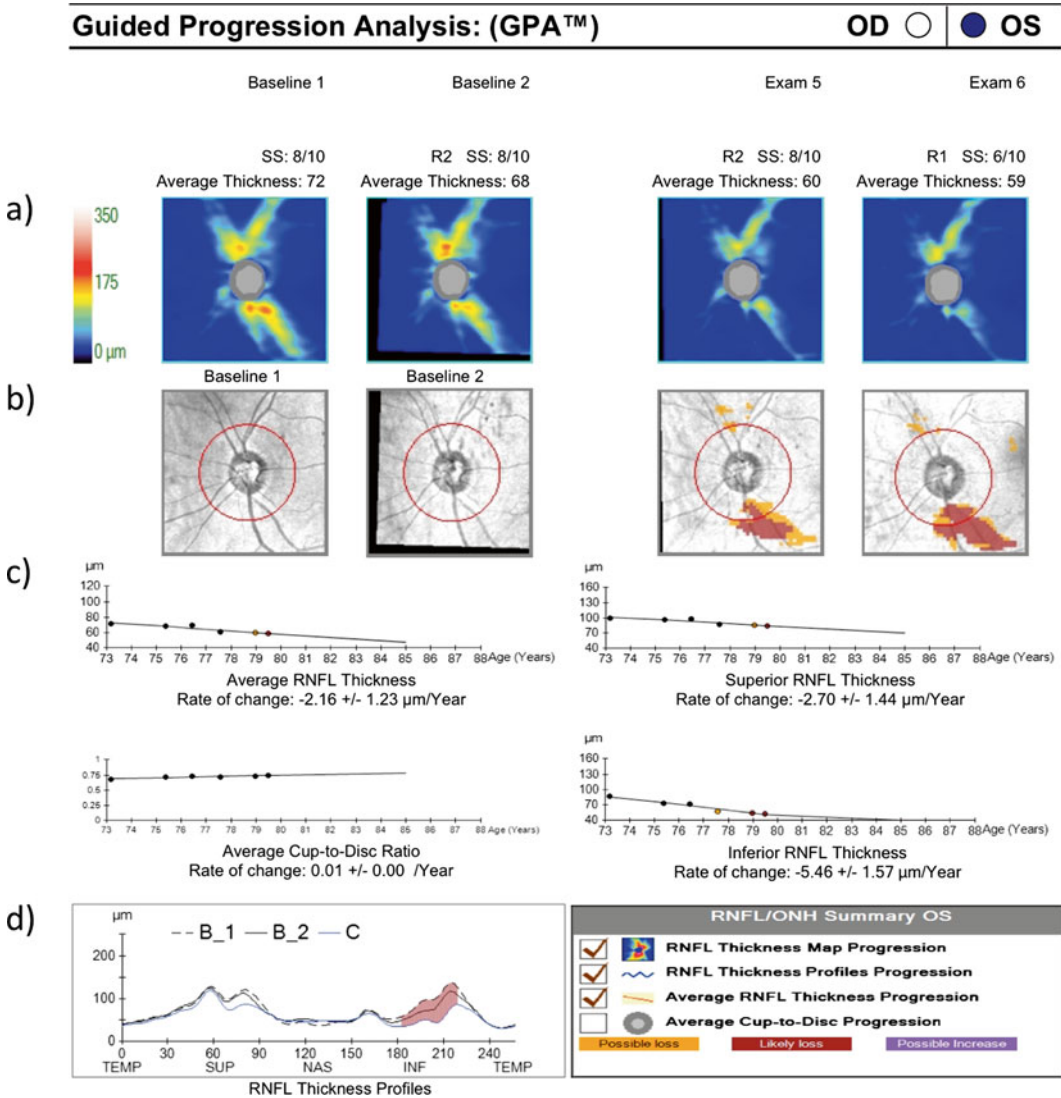 Guided Progression Analysis: (GPA™) OD OS
Baseline 1 Baseline 2 Exam 5 Exam 6
SS: 8/10 R2 SS: 8/10 R2 SS: 8/10 R1 SS: 6/10
Average Thickness: 72 Average Thickness: 68 Average Thickness: 60 Average Thickness: 59
a)
350
175
0 µm
Baseline 1 Baseline 2
b)
c)
µm
120
100
80
60
40
73 74 75 76 77 78 79 80 81 82 83 84 85 86 87 88 Age (Years)
Average RNFL Thickness
Rate of change: -2.16 +/- 1.23 µm/Year
µm
160
130
100
70
40
73 74 75 76 77 78 79 80 81 82 83 84 85 86 87 88 Age (Years)
Superior RNFL Thickness
Rate of change: -2.70 +/- 1.44 µm/Year
1
0.75
0.5
0.25
0
73 74 75 76 77 78 79 80 81 82 83 84 85 86 87 88 Age (Years)
Average Cup-to-Disc Ratio
Rate of change: 0.01 +/- 0.00 /Year
µm
160
130
100
70
40
73 74 75 76 77 78 79 80 81 82 83 84 85 86 87 88 Age (Years)
Inferior RNFL Thickness
Rate of change: -5.46 +/- 1.57 µm/Year
d)
µm
B_1 B_2 C
200
100
0
0 30 60 90 120 150 180 210 240
TEMP SUP NAS INF TEMP
RNFL Thickness Profiles
RNFL/ONH Summary OS
RNFL Thickness Map Progression
RNFL Thickness Profiles Progression
Average RNFL Thickness Progression
Average Cup-to-Disc Progression
Possible loss Likely loss Possible Increase